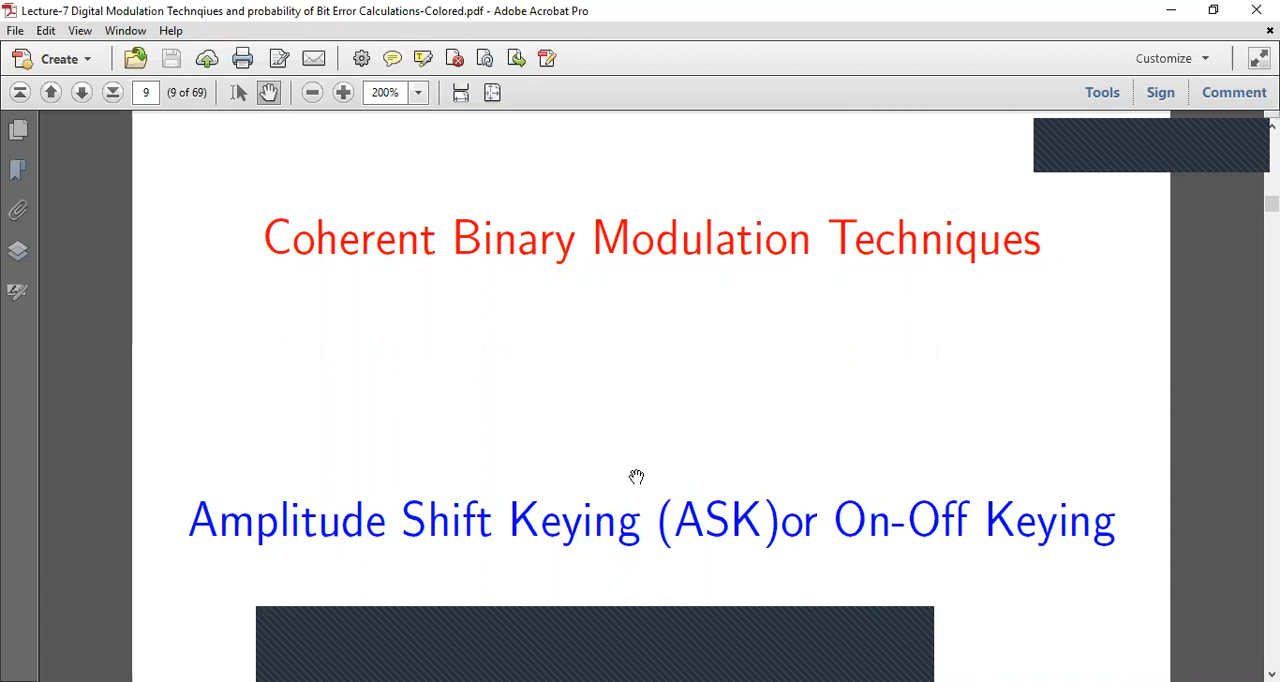 Lecture-7 Digital Modulation Technqiues and probability of Bit Error Calculations-Colored.pdf - Adobe Acrobat Pro
File Edit View Window Help
Create Customize
9 (9 of 69) 200% Tools Sign Comment
Coherent Binary Modulation Techniques
Amplitude Shift Keying (ASK)or On-Off Keying